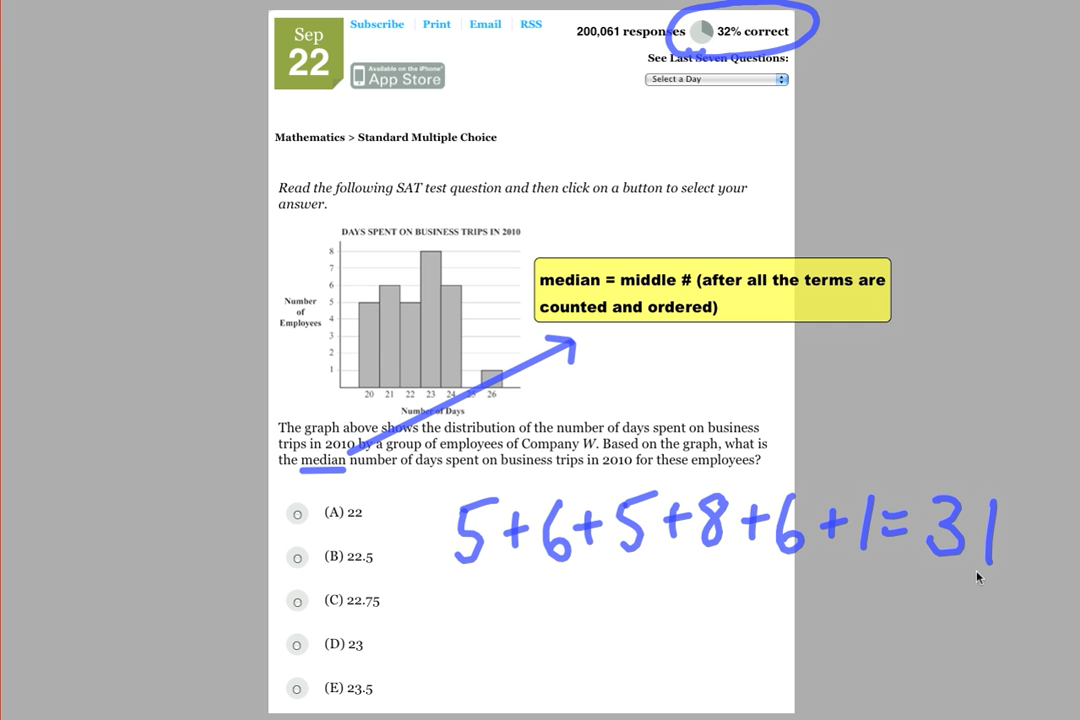 Subscribe Print Email RSS
Sep
22
Available on the iPhone
App Store
200,061 responses 32% correct
See Last Seven Questions:
Select a Day
Mathematics > Standard Multiple Choice
Read the following SAT test question and then click on a button to select your
answer.
DAYS SPENT ON BUSINESS TRIPS IN 2010
8
7
6
5
4
3
2
1
Number
of
Employees
20 21 22 23 24 25 26
Number of Days
median = middle # (after all the terms are
counted and ordered)
The graph above shows the distribution of the number of days spent on business
trips in 2010 by a group of employees of Company W. Based on the graph, what is
the median number of days spent on business trips in 2010 for these employees?
5+6+5+8+6+1=31
(A) 22
(B) 22.5
(C) 22.75
(D) 23
(E) 23.5